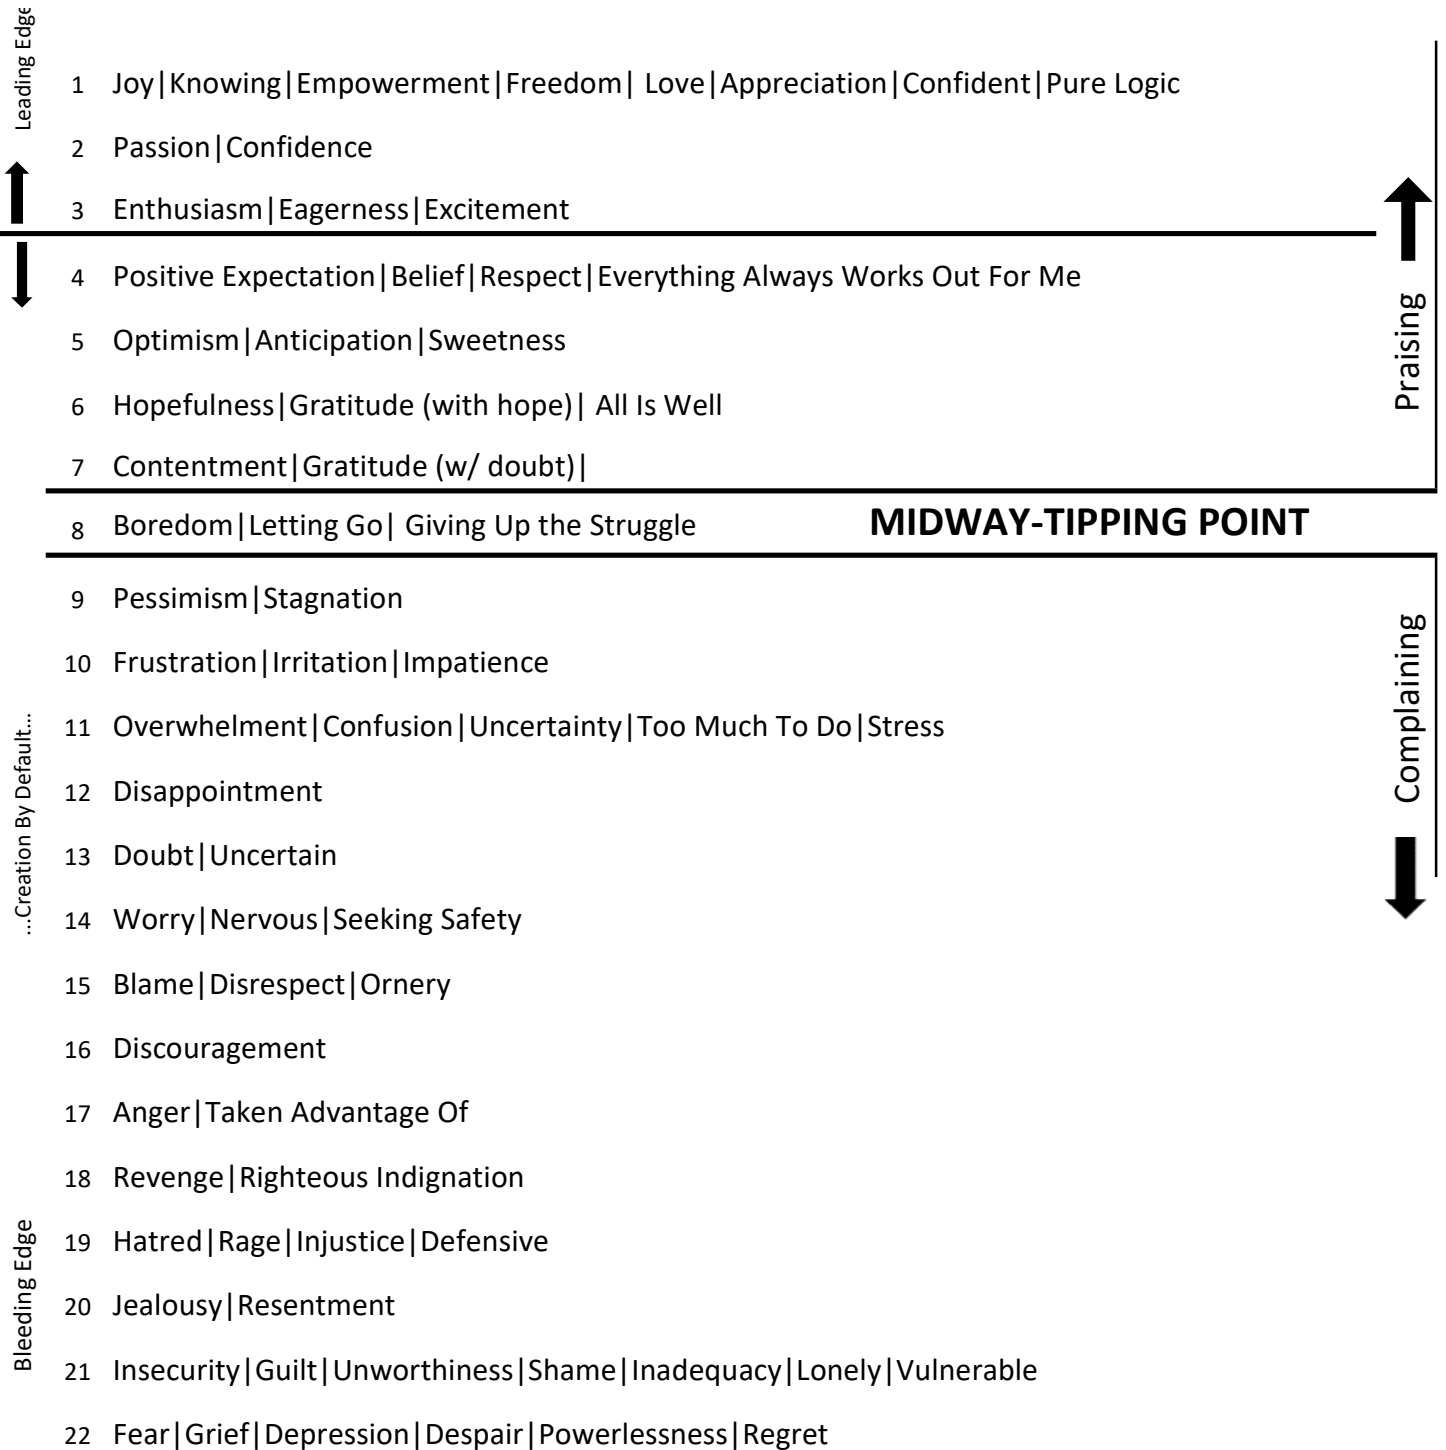 Leading Edge
1 Joy|Knowing|Empowerment|Freedom| Love|Appreciation|Confident|Pure Logic
2 Passion|Confidence
3 Enthusiasm|Eagerness|Excitement
4 Positive Expectation|Belief|Respect|Everything Always Works Out For Me
5 Optimism|Anticipation|Sweetness
6 Hopefulness|Gratitude (with hope)| All Is Well
7 Contentment|Gratitude (w/ doubt)|
Praising
8 Boredom|Letting Go| Giving Up the Struggle MIDWAY-TIPPING POINT
9 Pessimism|Stagnation
10 Frustration|Irritation|Impatience
11 Overwhelment|Confusion|Uncertainty|Too Much To Do|Stress
12 Disappointment
Complaining
13 Doubt|Uncertain
14 Worry|Nervous|Seeking Safety
...Creation By Default...
15 Blame|Disrespect|Ornery
16 Discouragement
17 Anger|Taken Advantage Of
18 Revenge|Righteous Indignation
19 Hatred|Rage|Injustice|Defensive
20 Jealousy|Resentment
Bleeding Edge
21 Insecurity|Guilt|Unworthiness|Shame|Inadequacy|Lonely|Vulnerable
22 Fear|Grief|Depression|Despair|Powerlessness|Regret